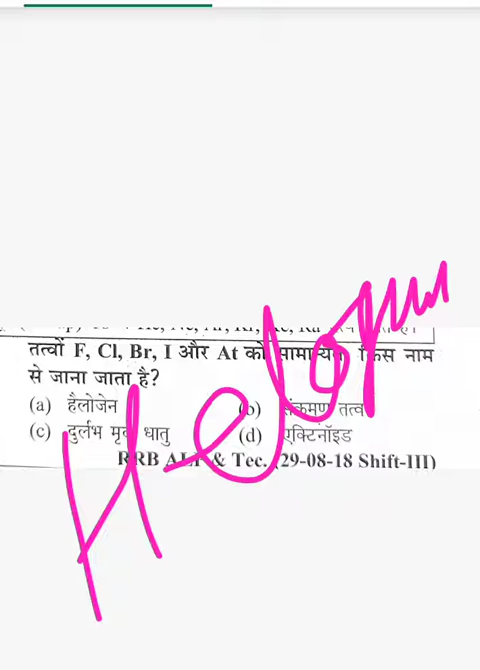 तत्वों F, Cl, Br, I और At को सामान्यतः किस नाम
से जाना जाता है?
(a) हैलोजेन (b) संक्रमण तत्व
(c) दुर्लभ मृदा धातु (d) एक्टिनॉइड
RRB ALP & Tec. (29-08-18 Shift-III)
Helogen